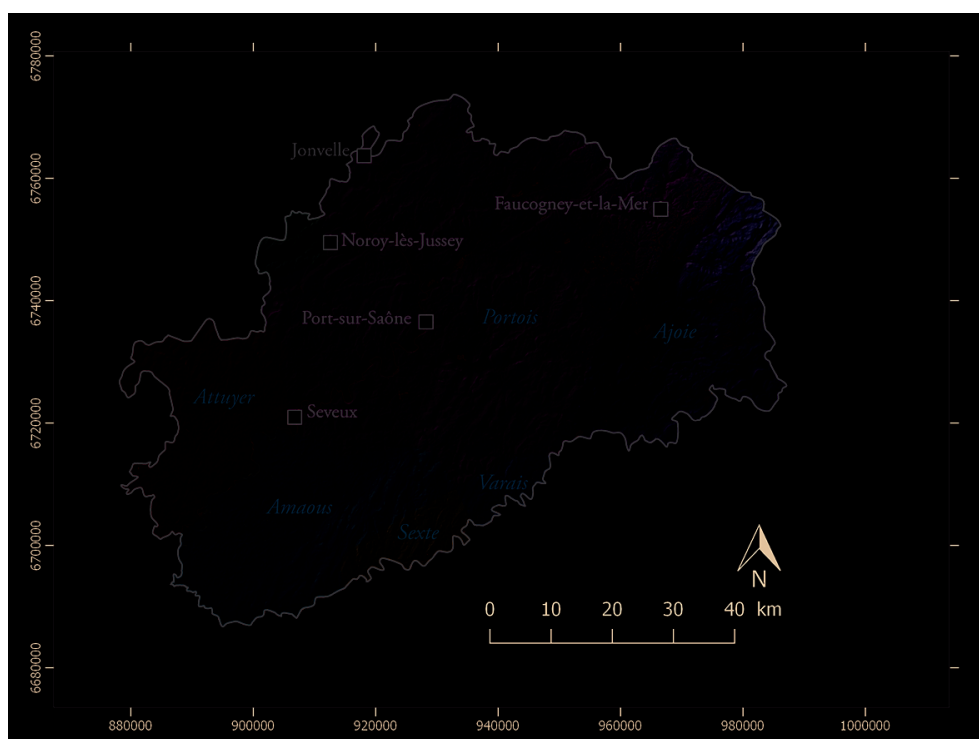 6780000
Jonvelle
6760000
Faucogney-et-la-Mer
Noroy-lès-Jussey
6740000
Port-sur-Saône
Portois
Ajoie
Attuyer
Seveux
6720000
Varais
Amaous
Sexte
6700000
N
0 10 20 30 40 km
6680000
880000 900000 920000 940000 960000 980000 1000000